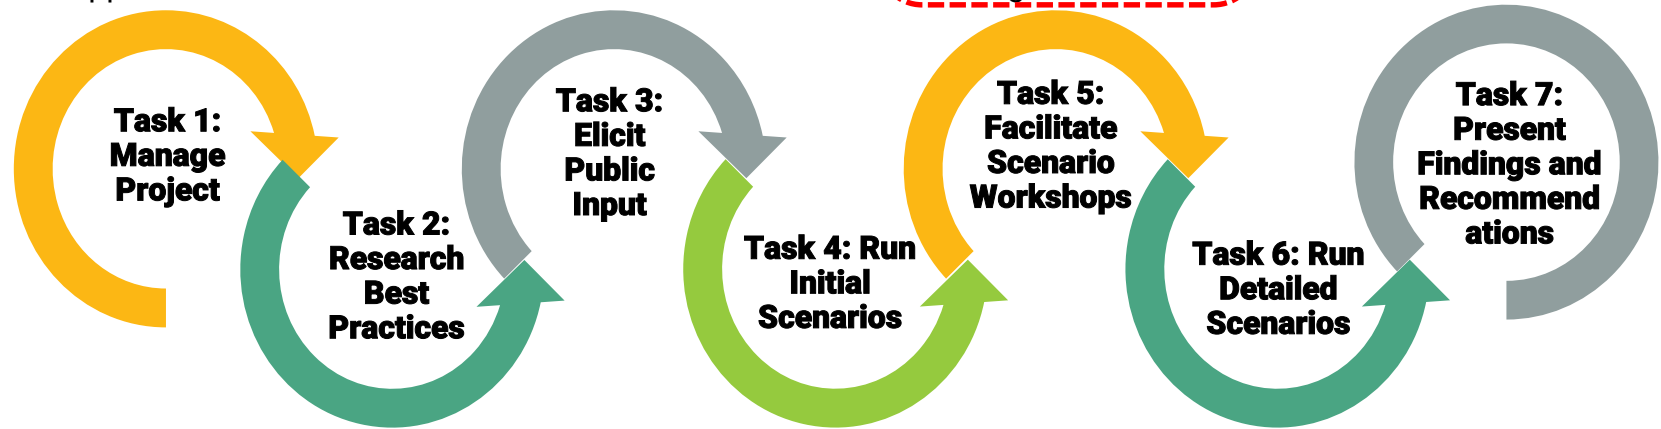 Task 1:
Manage
Project
Task 2:
Research
Best
Practices
Task 3:
Elicit
Public
Input
Task 4: Run
Initial
Scenarios
Task 5:
Facilitate
Scenario
Workshops
Task 6: Run
Detailed
Scenarios
Task 7:
Present
Findings and
Recommend
ations